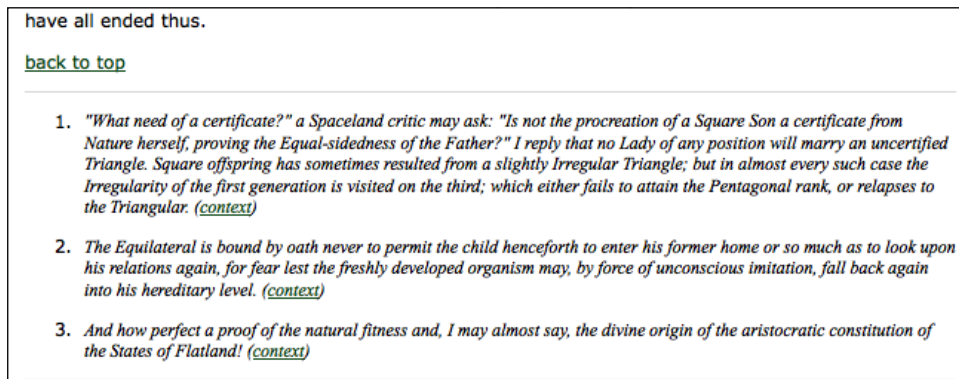 have all ended thus.
back to top
1. "What need of a certificate?" a Spaceland critic may ask: "Is not the procreation of a Square Son a certificate from
Nature herself, proving the Equal-sidedness of the Father?" I reply that no Lady of any position will marry an uncertified
Triangle. Square offspring has sometimes resulted from a slightly Irregular Triangle; but in almost every such case the
Irregularity of the first generation is visited on the third; which either fails to attain the Pentagonal rank, or relapses to
the Triangular. (context)
2. The Equilateral is bound by oath never to permit the child henceforth to enter his former home or so much as to look upon
his relations again, for fear lest the freshly developed organism may, by force of unconscious imitation, fall back again
into his hereditary level. (context)
3. And how perfect a proof of the natural fitness and, I may almost say, the divine origin of the aristocratic constitution of
the States of Flatland! (context)